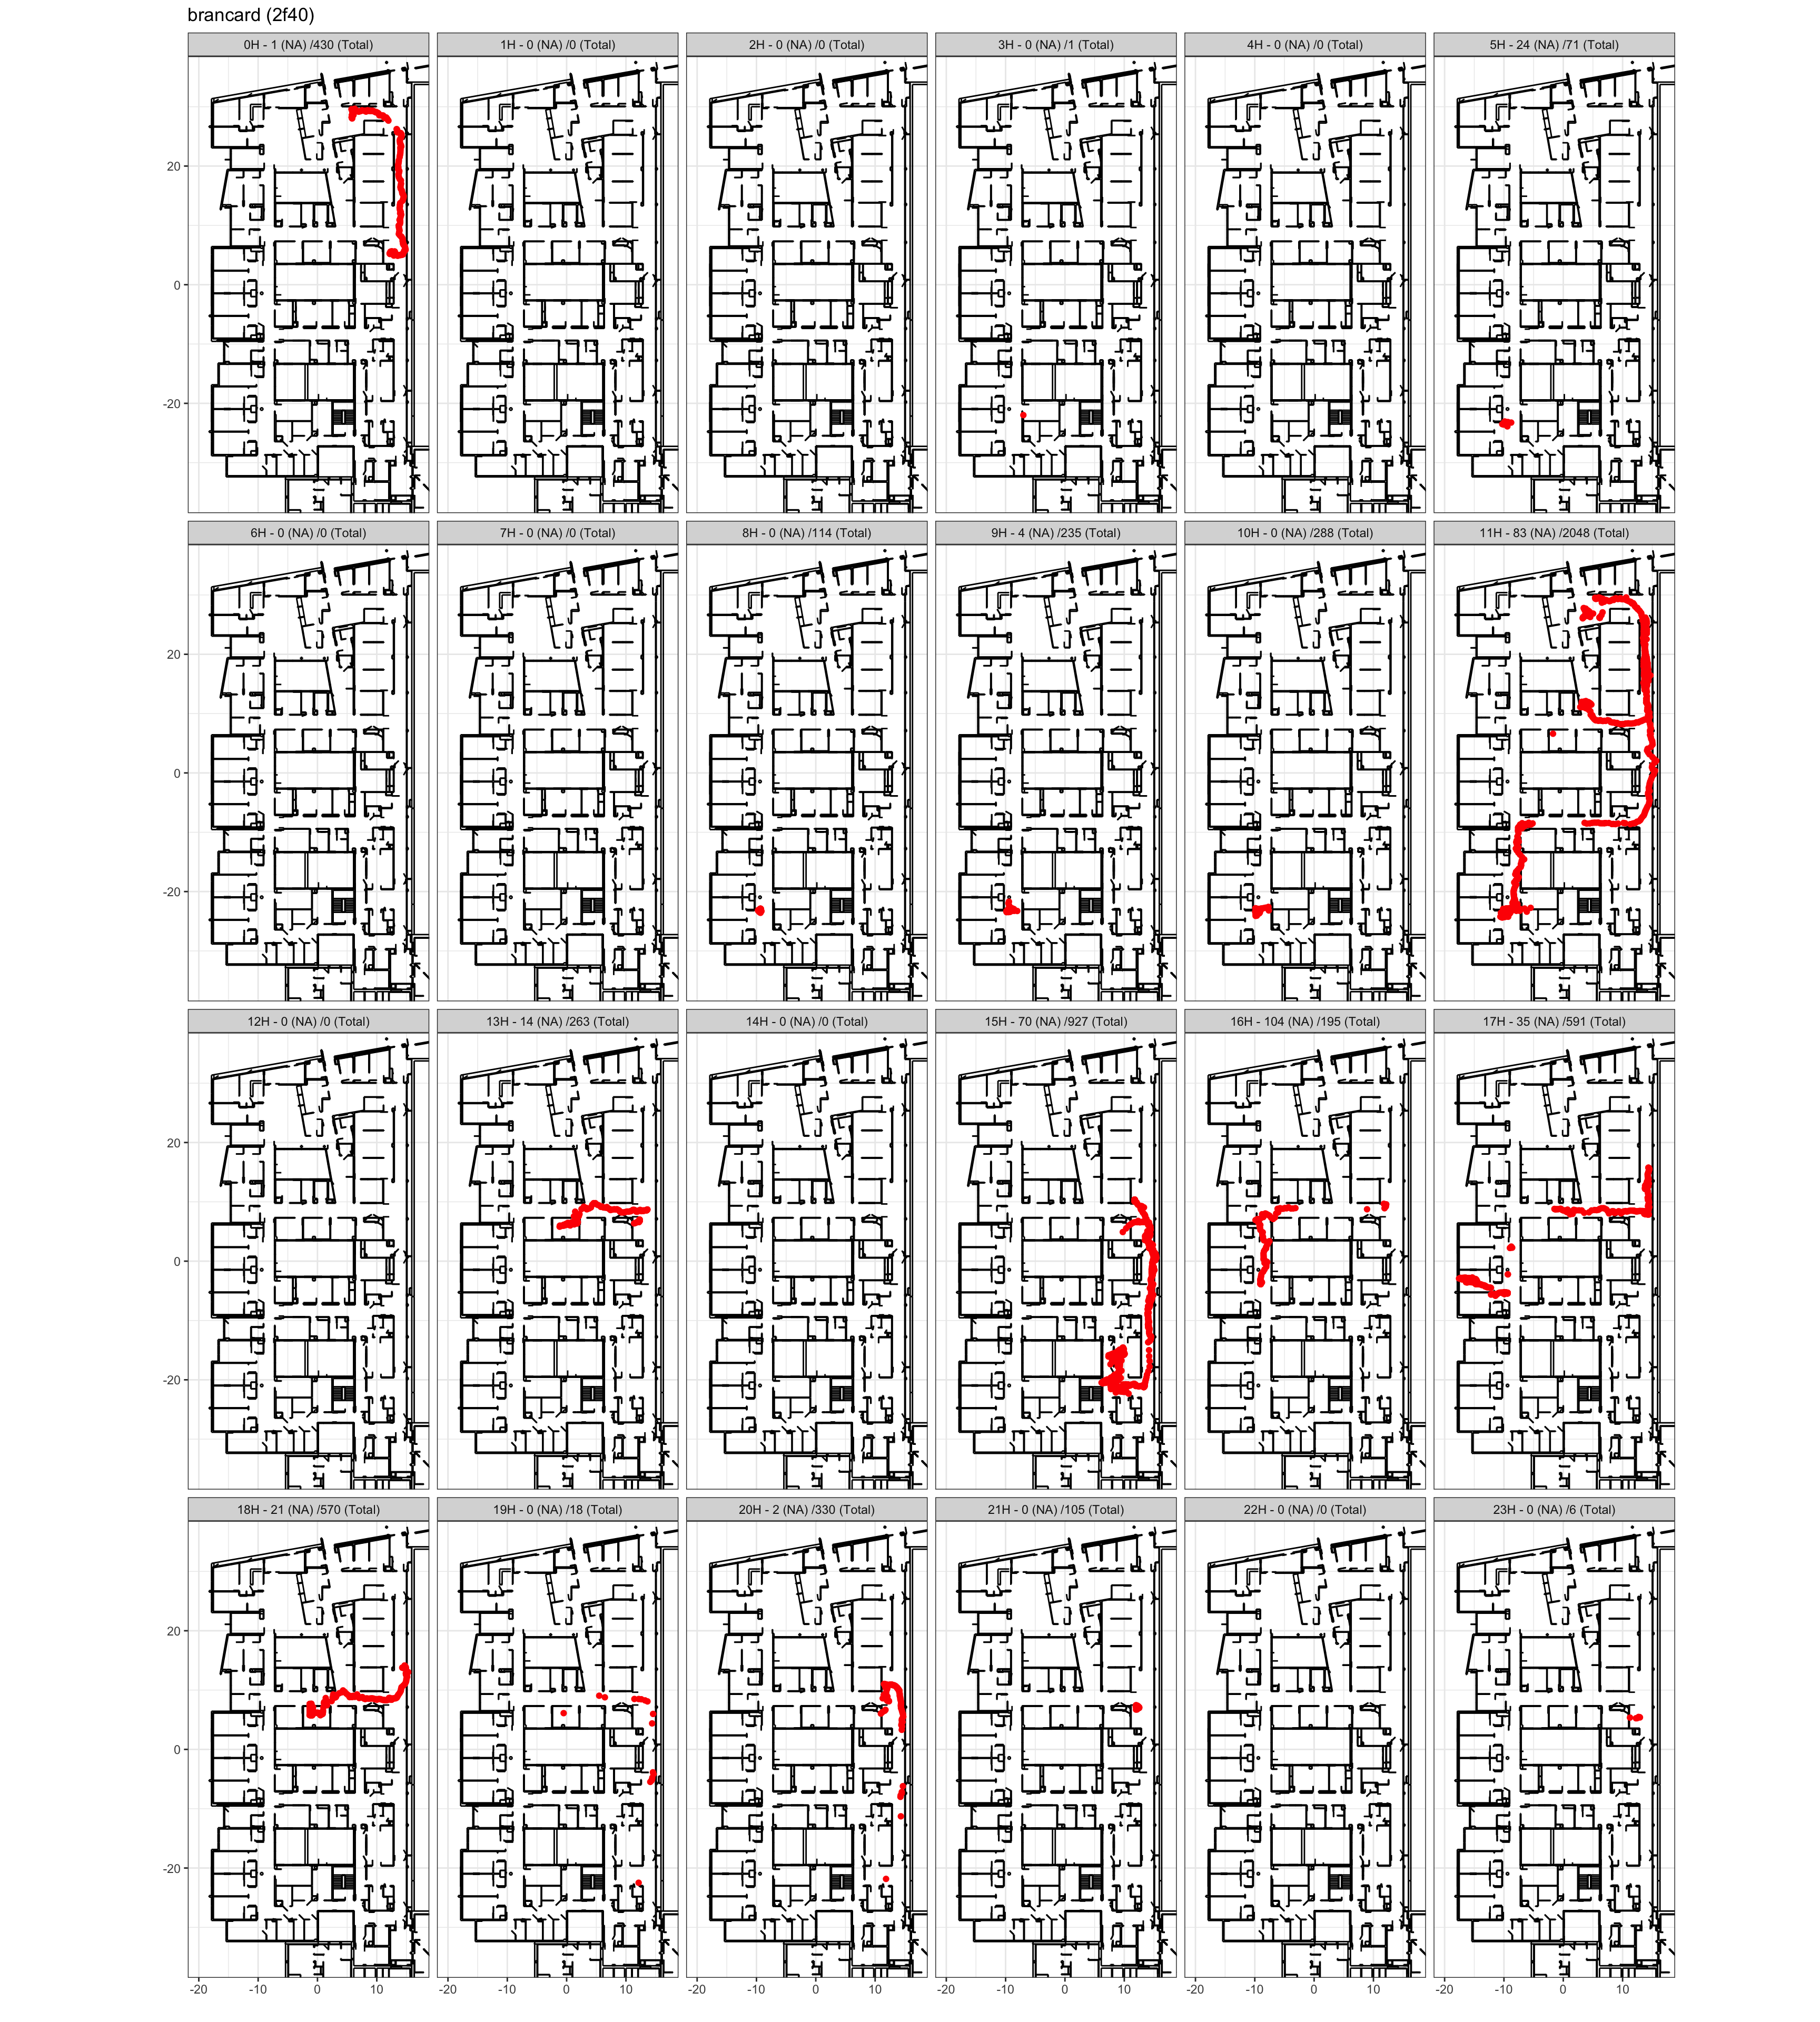 brancard (2f40)
0H - 1 (NA) /430 (Total)
1H - 0 (NA) /0 (Total)
2H - 0 (NA) /0 (Total)
3H - 0 (NA) /1 (Total)
4H - 0 (NA) /0 (Total)
5H - 24 (NA) /71 (Total)
20
0
-20
6H - 0 (NA) /0 (Total)
7H - 0 (NA) /0 (Total)
8H - 0 (NA) /114 (Total)
9H - 4 (NA) /235 (Total)
10H - 0 (NA) /288 (Total)
11H - 83 (NA) /2048 (Total)
20
0
-20
12H - 0 (NA) /0 (Total)
13H - 14 (NA) /263 (Total)
14H - 0 (NA) /0 (Total)
15H - 70 (NA) /927 (Total)
16H - 104 (NA) /195 (Total)
17H - 35 (NA) /591 (Total)
20
0
-20
18H - 21 (NA) /570 (Total)
19H - 0 (NA) /18 (Total)
20H - 2 (NA) /330 (Total)
21H - 0 (NA) /105 (Total)
22H - 0 (NA) /0 (Total)
23H - 0 (NA) /6 (Total)
20
0
-20
-20 -10 0 10
-20 -10 0 10
-20 -10 0 10
-20 -10 0 10
-20 -10 0 10
-20 -10 0 10